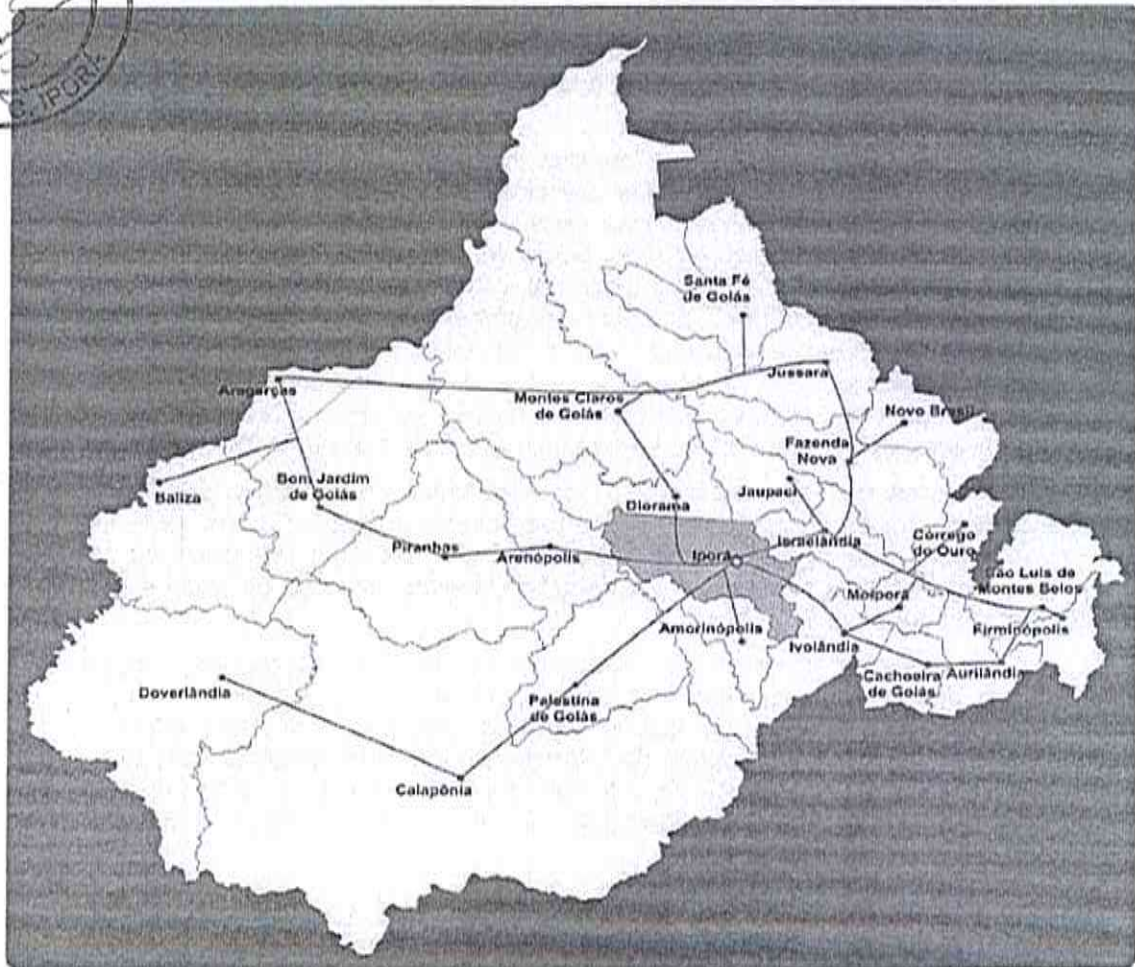 C. IPORÁ
Santa Fé
de Goiás
Aragarças
Jussara
Montes Claros
de Goiás
Novo Brasil
Fazenda
Nova
Baliza
Bom Jardim
de Goiás
Jaupaci
Diorama
Piranhas
Arenópolis
Iporá
Israelândia
Córrego
do Ouro
São Luis de
Montes Belos
Moiporá
Amorinópolis
Firminópolis
Ivolândia
Cachoeira
de Goiás
Aurilândia
Doverlândia
Palestina
de Goiás
Caiapônia